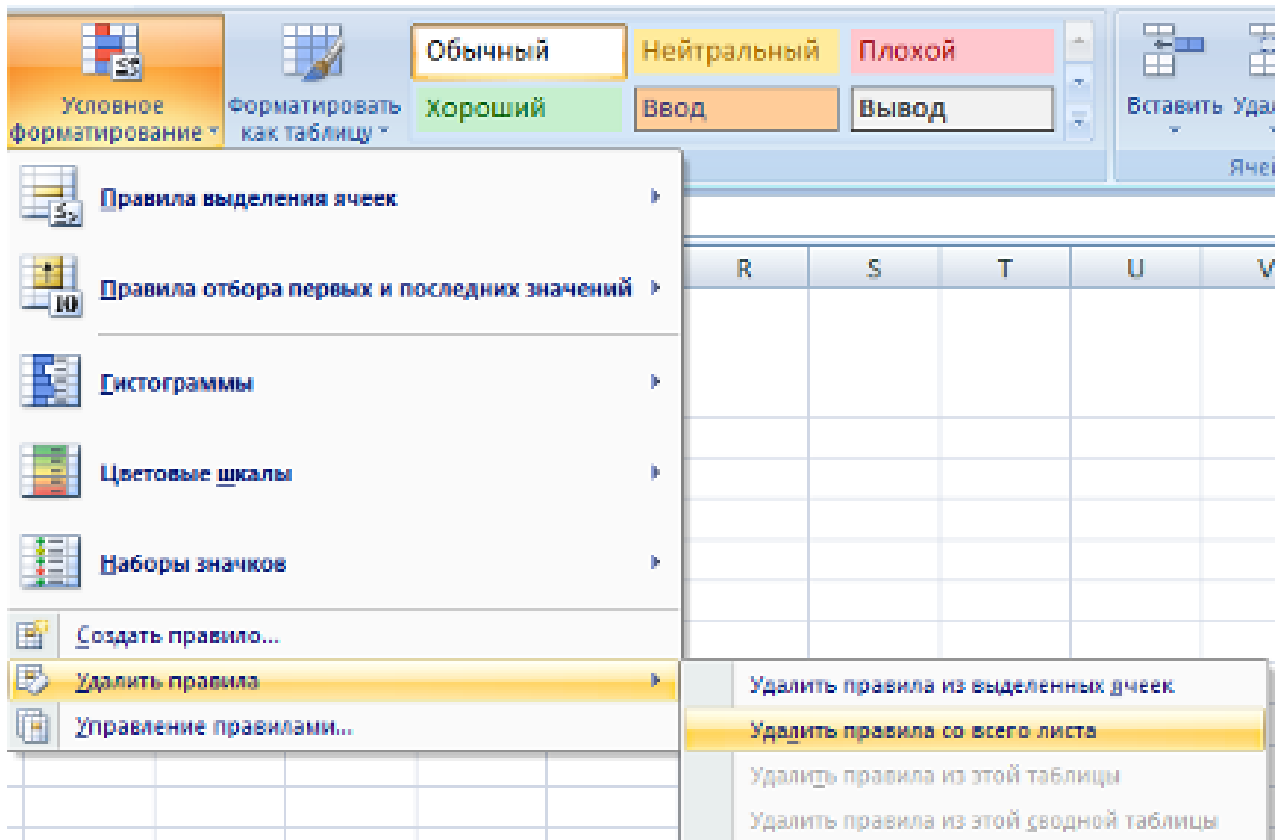 Обычный Нейтральный Плохой
Условное форматирование
Форматировать как таблицу
Хороший Ввод Вывод
Вставить
Правила выделения ячеек
Правила отбора первых и последних значений
R S T U
Гистограммы
Цветовые шкалы
Наборы значков
Создать правило...
Удалить правила
Управление правилами...
Удалить правила из выделенных ячеек
Удалить правила со всего листа
Удалить правила из этой таблицы
Удалить правила из этой сводной таблицы